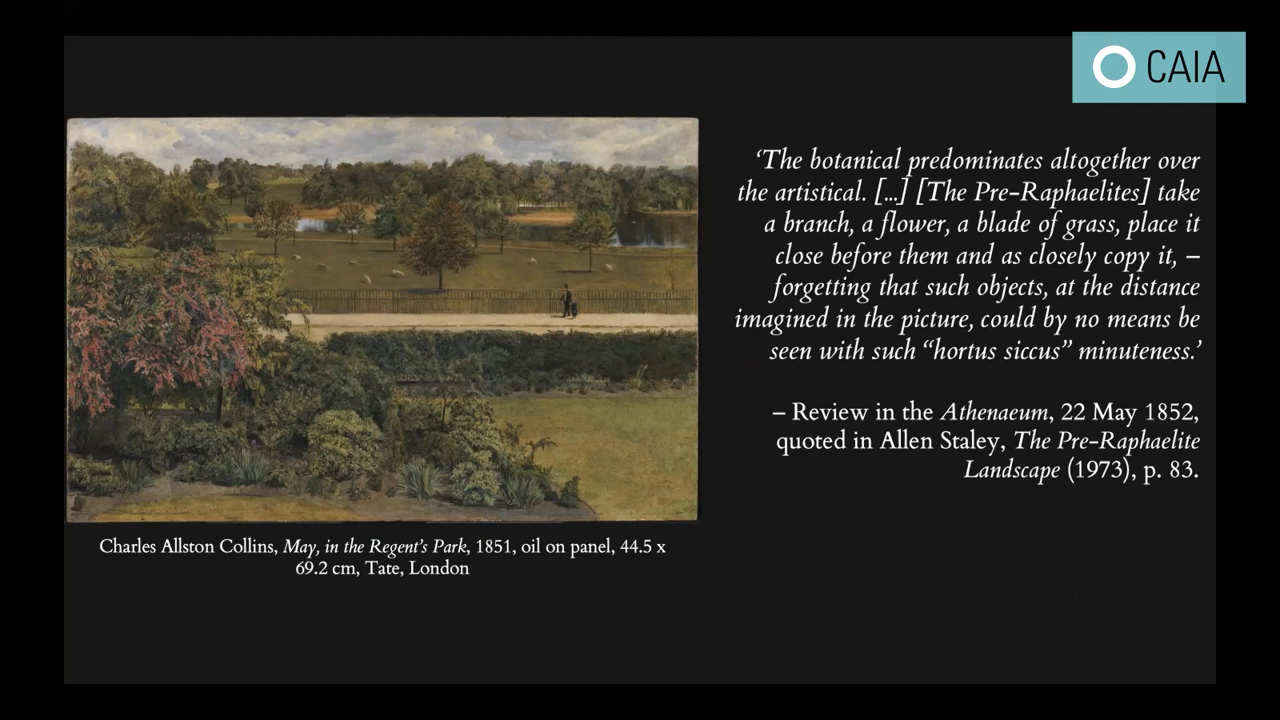 CAIA
‘The botanical predominates altogether over
the artistical. [...] [The Pre-Raphaelites] take
a branch, a flower, a blade of grass, place it
close before them and as closely copy it, –
forgetting that such objects, at the distance
imagined in the picture, could by no means be
seen with such “hortus siccus” minuteness.’
– Review in the Athenaeum, 22 May 1852,
quoted in Allen Staley, The Pre-Raphaelite
Landscape (1973), p. 83.
Charles Allston Collins, May, in the Regent’s Park, 1851, oil on panel, 44.5 x
69.2 cm, Tate, London